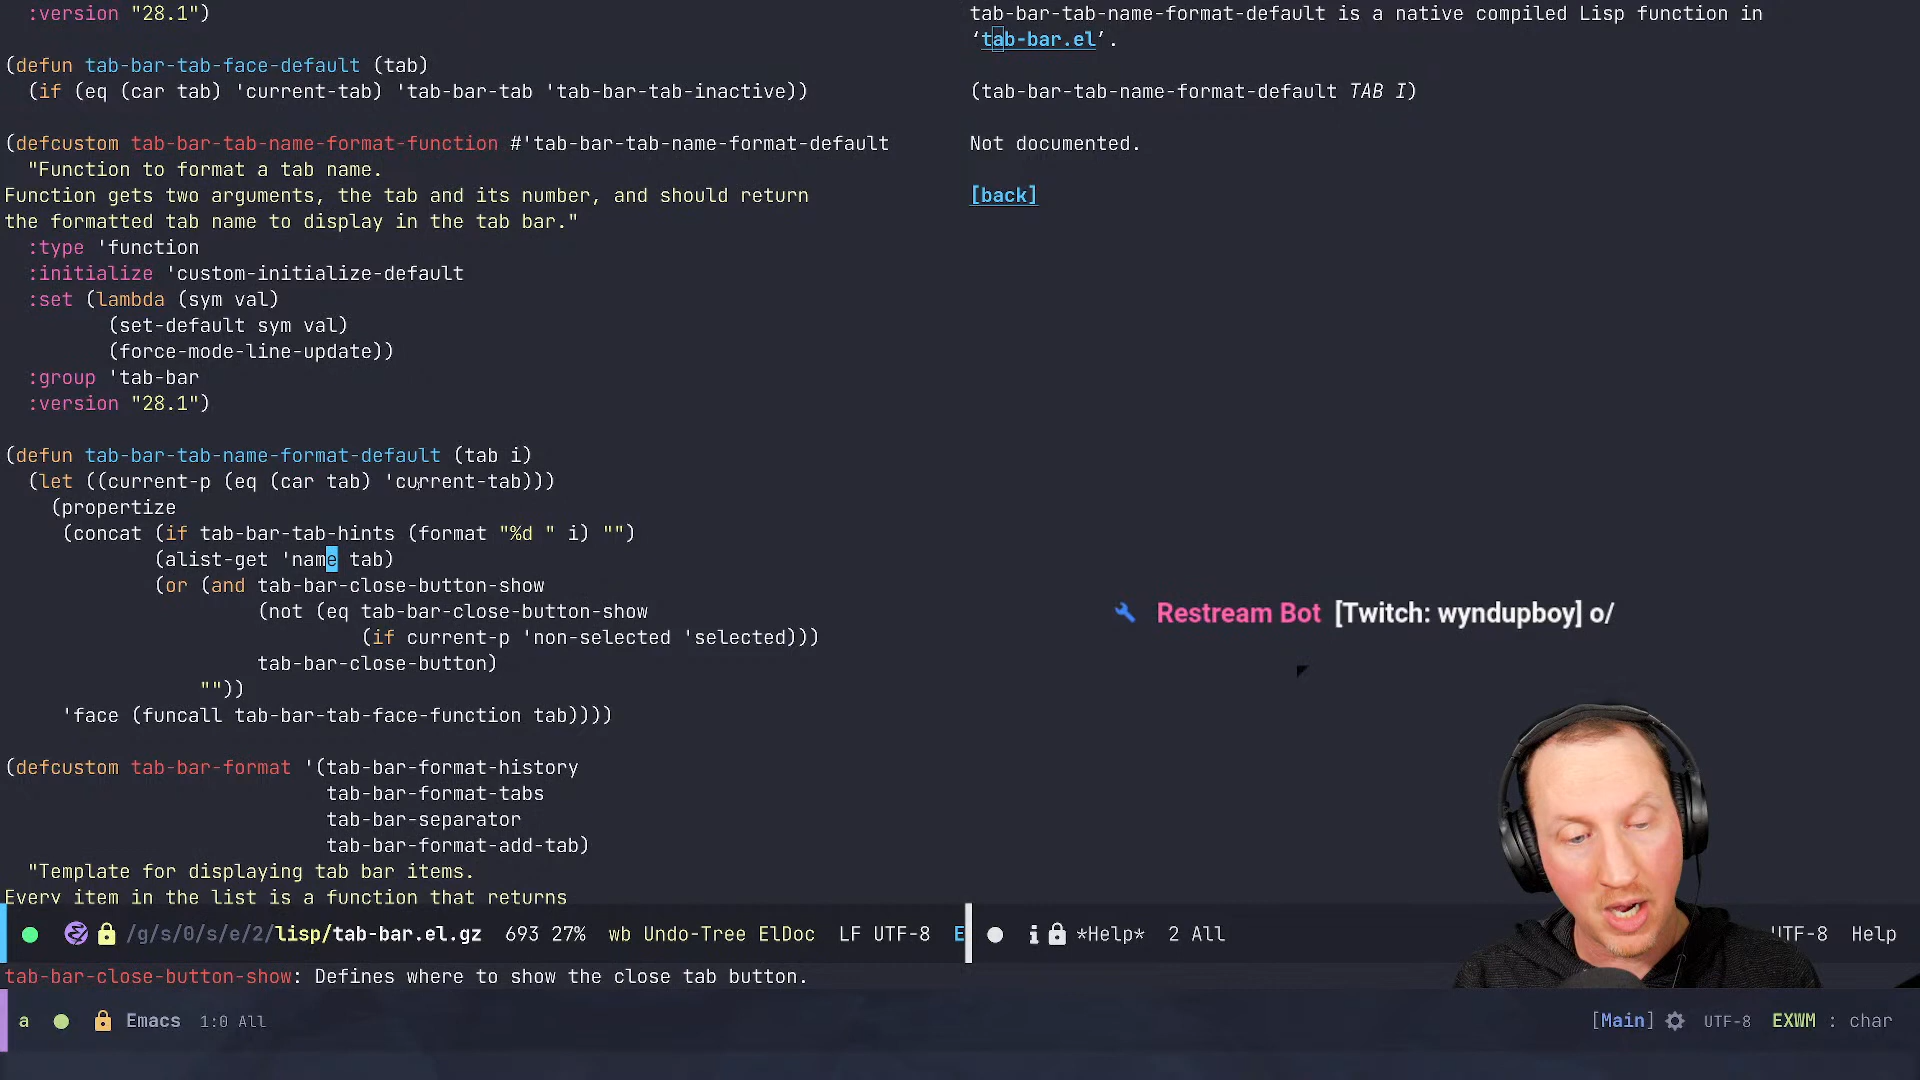 :version "28.1")
(defun tab-bar-tab-face-default (tab)
(if (eq (car tab) 'current-tab) 'tab-bar-tab 'tab-bar-tab-inactive))
(defcustom tab-bar-tab-name-format-function #'tab-bar-tab-name-format-default
"Function to format a tab name.
Function gets two arguments, the tab and its number, and should return
the formatted tab name to display in the tab bar."
:type 'function
:initialize 'custom-initialize-default
:set (lambda (sym val)
(set-default sym val)
(force-mode-line-update))
:group 'tab-bar
:version "28.1")
(defun tab-bar-tab-name-format-default (tab i)
(let ((current-p (eq (car tab) 'current-tab)))
(propertize
(concat (if tab-bar-tab-hints (format "%d " i) "")
(alist-get 'name tab)
(or (and tab-bar-close-button-show
(not (eq tab-bar-close-button-show
(if current-p 'non-selected 'selected)))
tab-bar-close-button)
""))
'face (funcall tab-bar-tab-face-function tab))))
(defcustom tab-bar-format '(tab-bar-format-history
tab-bar-format-tabs
tab-bar-separator
tab-bar-format-add-tab)
"Template for displaying tab bar items.
Every item in the list is a function that returns
/g/s/0/s/e/2/lisp/tab-bar.el.gz 693 27% wb Undo-Tree ElDoc LF UTF-8 E
tab-bar-tab-name-format-default is a native compiled Lisp function in
‘tab-bar.el’.
(tab-bar-tab-name-format-default TAB I)
Not documented.
[back]
Restream Bot [Twitch: wyndupboy] o/
i *Help* 2 All UTF-8 Help
tab-bar-close-button-show: Defines where to show the close tab button.
a Emacs 1:0 All [Main] UTF-8 EXWM : char